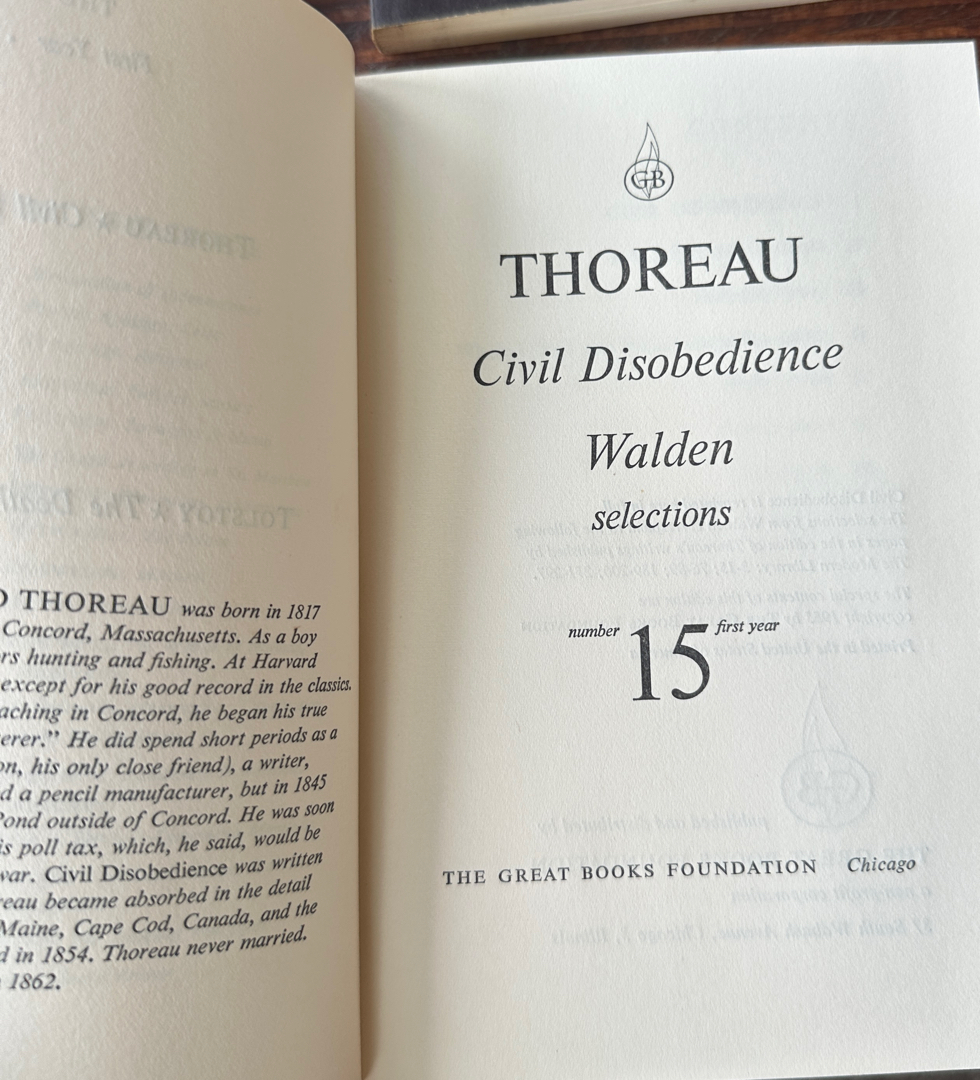 O THOREAU was born in 1817
Concord, Massachusetts. As a boy
rs hunting and fishing. At Harvard
except for his good record in the classics.
aching in Concord, he began his true
erer.” He did spend short periods as a
on, his only close friend), a writer,
d a pencil manufacturer, but in 1845
Pond outside of Concord. He was soon
is poll tax, which, he said, would be
war. Civil Disobedience was written
reau became absorbed in the detail
Maine, Cape Cod, Canada, and the
d in 1854. Thoreau never married.
1862.
GB
THOREAU
Civil Disobedience
Walden
selections
number 15 first year
THE GREAT BOOKS FOUNDATION Chicago